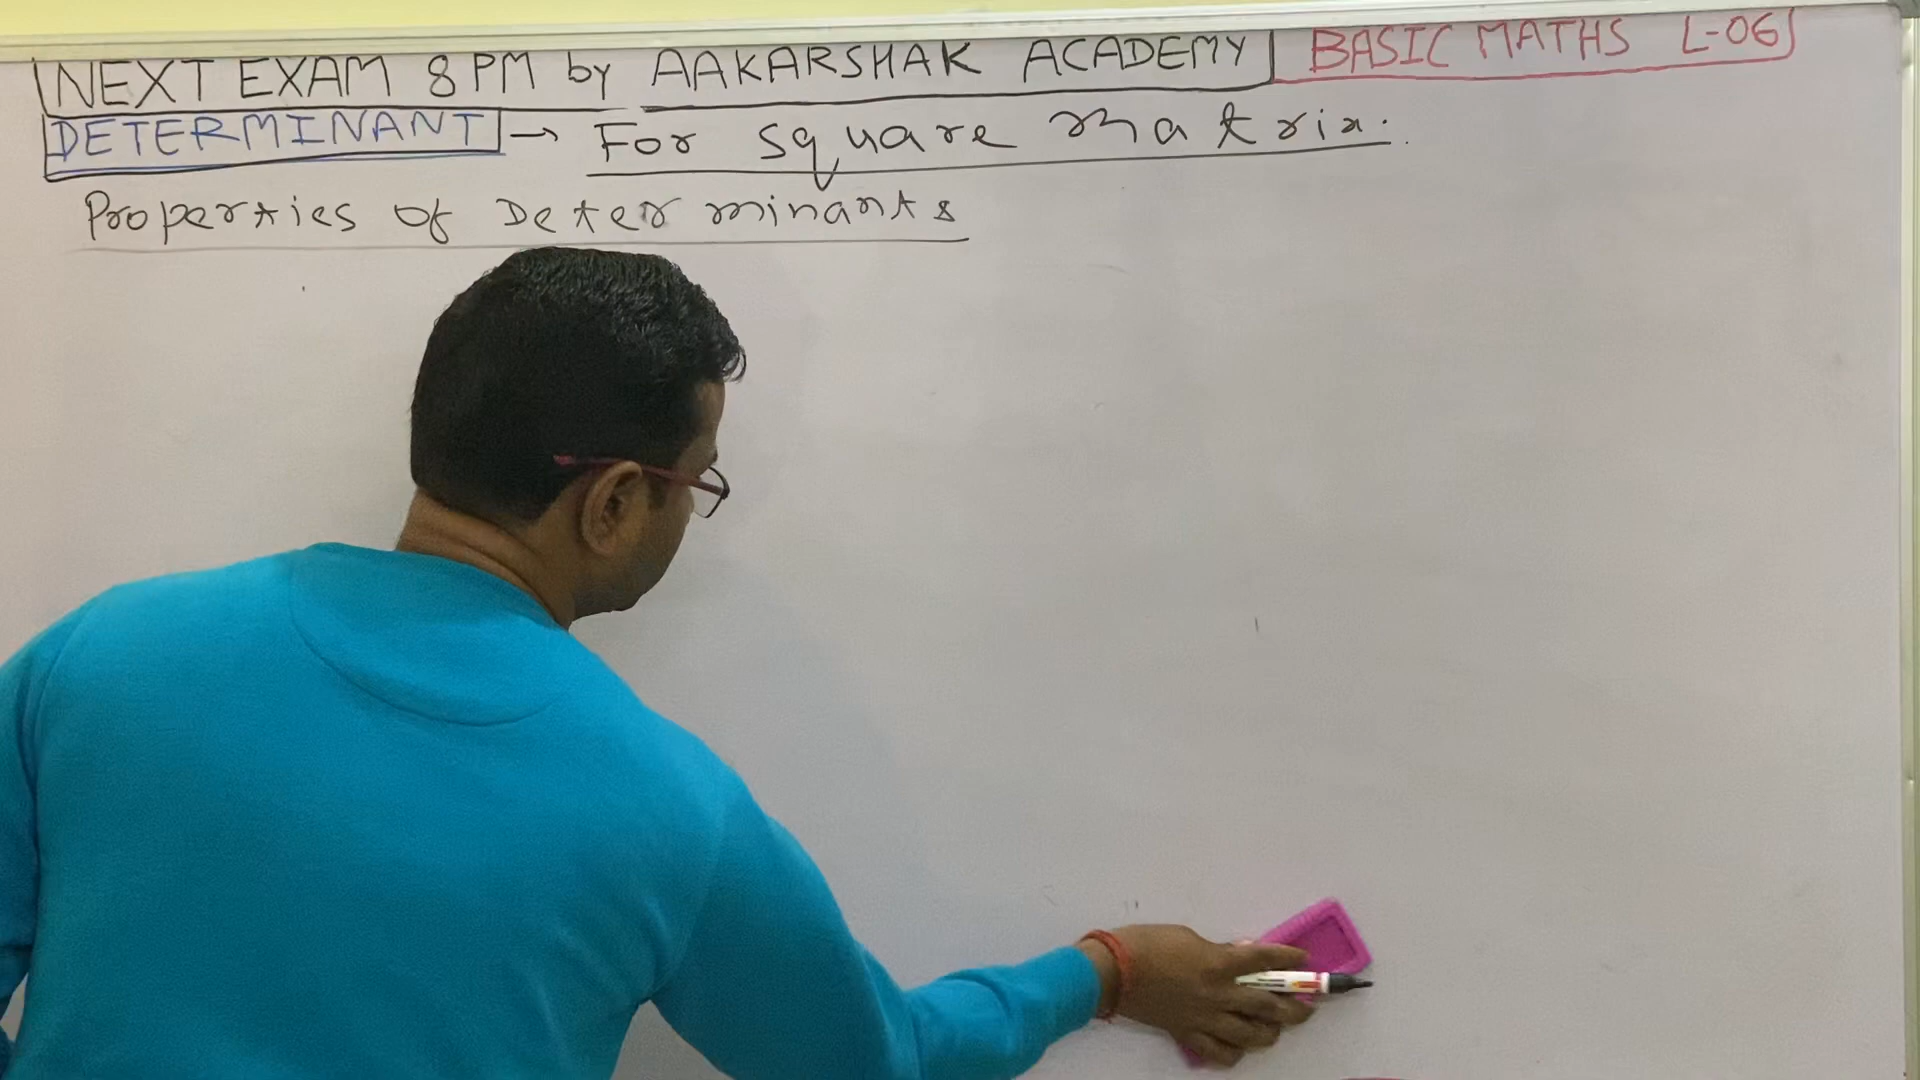 NEXT EXAM 8 PM by AAKARSHAK ACADEMY BASIC MATHS L-06
DETERMINANT → For square matrix.
Properties of Determinants